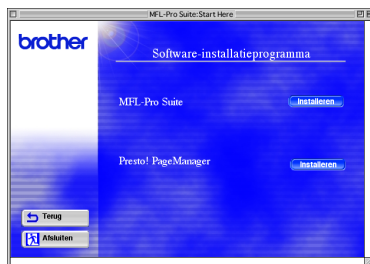 MFL-Pro Suite:Start Here
brother
Software-installatieprogramma
MFL-Pro Suite
Installeren
Presto! PageManager
Installeren
Terug
Afsluiten